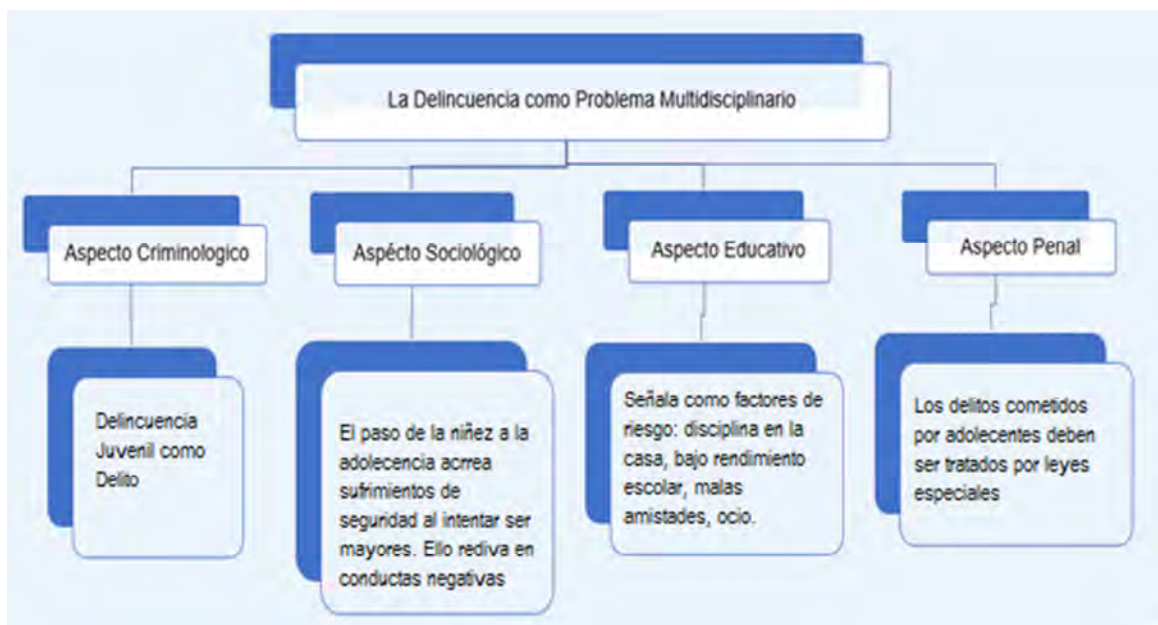 La Delincuencia como Problema Multidisciplinario
Aspecto Criminologico
Aspécto Sociológico
Aspecto Educativo
Aspecto Penal
Delincuencia
Juvenil como
Delito
El paso de la niñez a la
adolecencia acrrea
sufrimientos de
seguridad al intentar ser
mayores. Ello rediva en
conductas negativas
Señala como factores de
riesgo: disciplina en la
casa, bajo rendimiento
escolar, malas
amistades, ocio.
Los delitos cometidos
por adolecentes deben
ser tratados por leyes
especiales